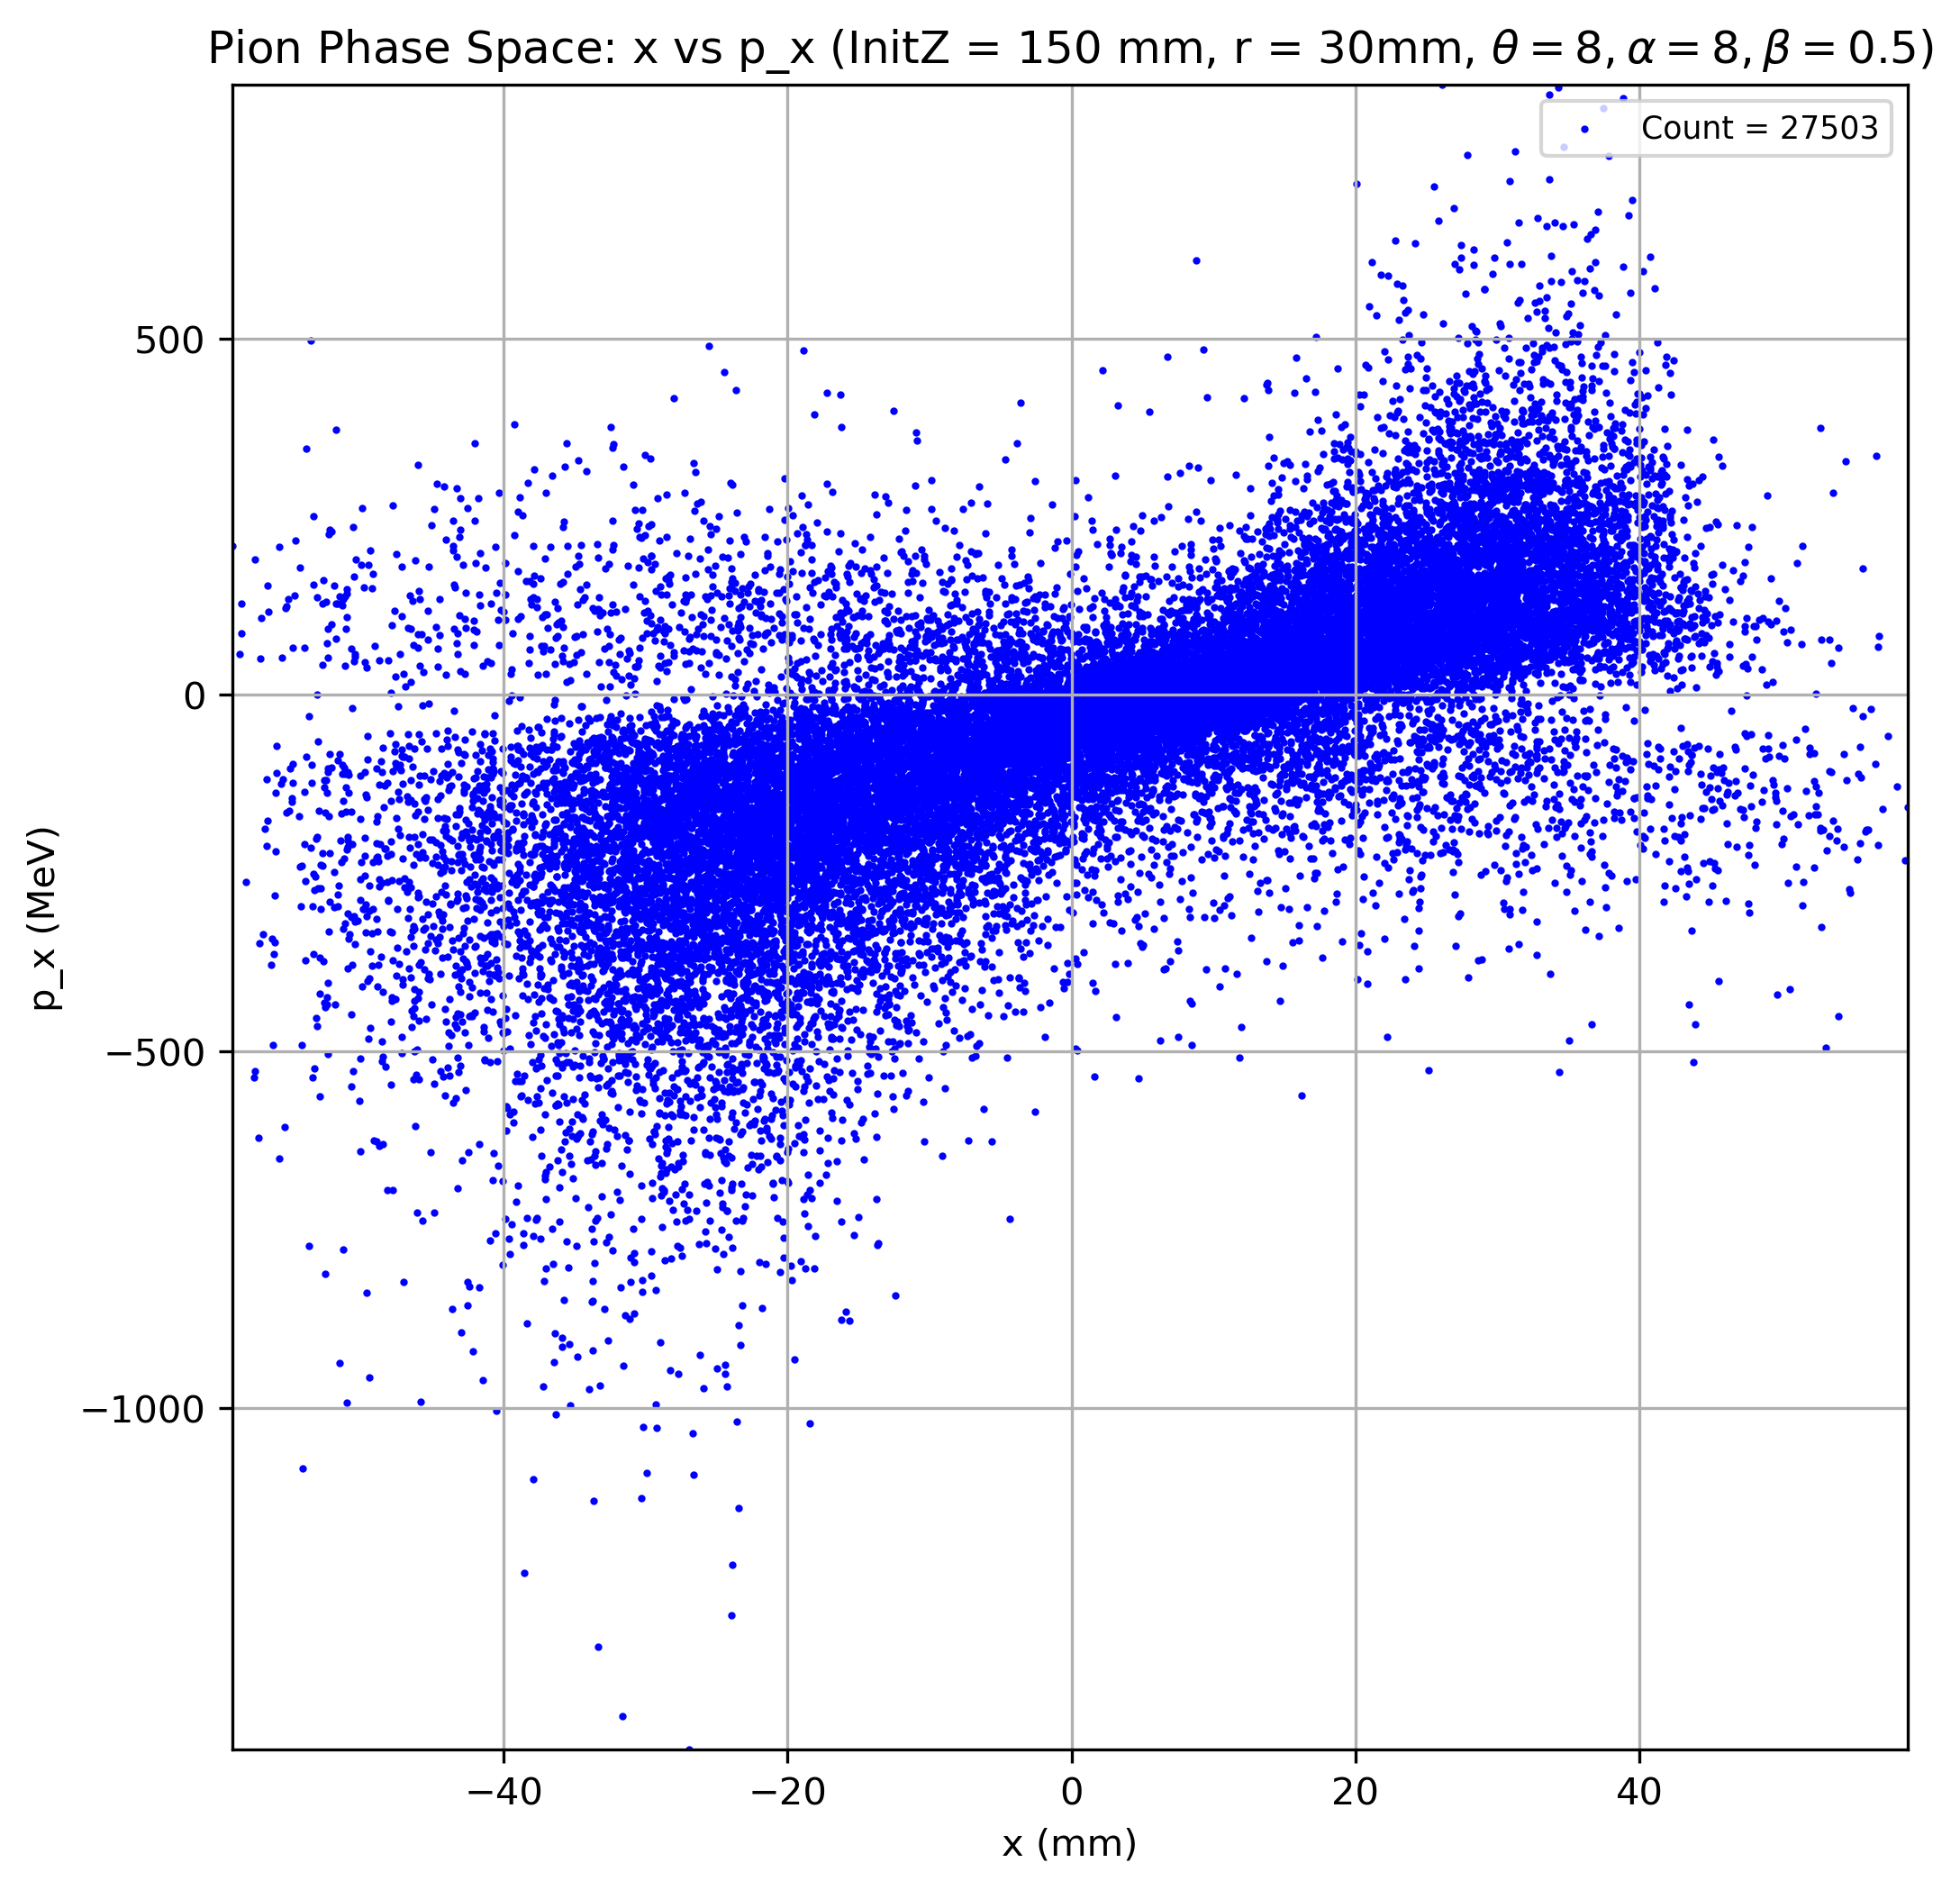 Pion Phase Space: x vs p_x (InitZ = 150 mm, r = 30mm, θ = 8, α = 8, β = 0.5)
Count = 27503
500
0
−500
−1000
p_x (MeV)
−40 −20 0 20 40
x (mm)